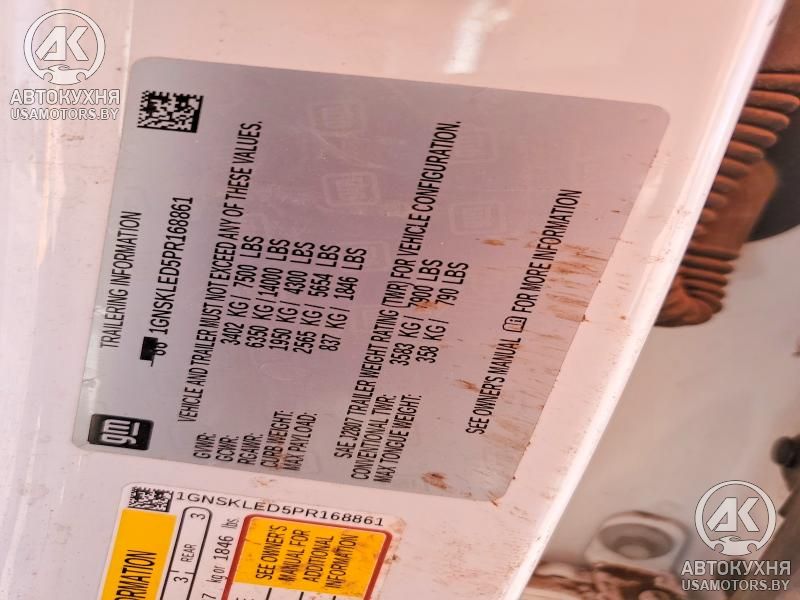 АВТОКУХНЯ
USAMOTORS.BY
gm
TRAILERING INFORMATION
1GNSKLED5PR168861
VEHICLE AND TRAILER MUST NOT EXCEED ANY OF THESE VALUES.
GVWR: 3402 KG / 7500 LBS
GCWR: 6350 KG / 14000 LBS
RGAWR: 1950 KG / 4300 LBS
CURB WEIGHT: 2565 KG / 5654 LBS
MAX PAYLOAD: 837 KG / 1846 LBS
SAE J2807 TRAILER WEIGHT RATING (TWR) FOR VEHICLE CONFIGURATION.
CONVENTIONAL TWR: 3583 KG / 7900 LBS
MAX TONGUE WEIGHT: 358 KG / 790 LBS
SEE OWNER'S MANUAL FOR MORE INFORMATION
1GNSKLED5PR168861
3 REAR 3
7 kg or 1846 lbs
SEE OWNER'S
MANUAL FOR
ADDITIONAL
INFORMATION
АВТОКУХНЯ
USAMOTORS.BY